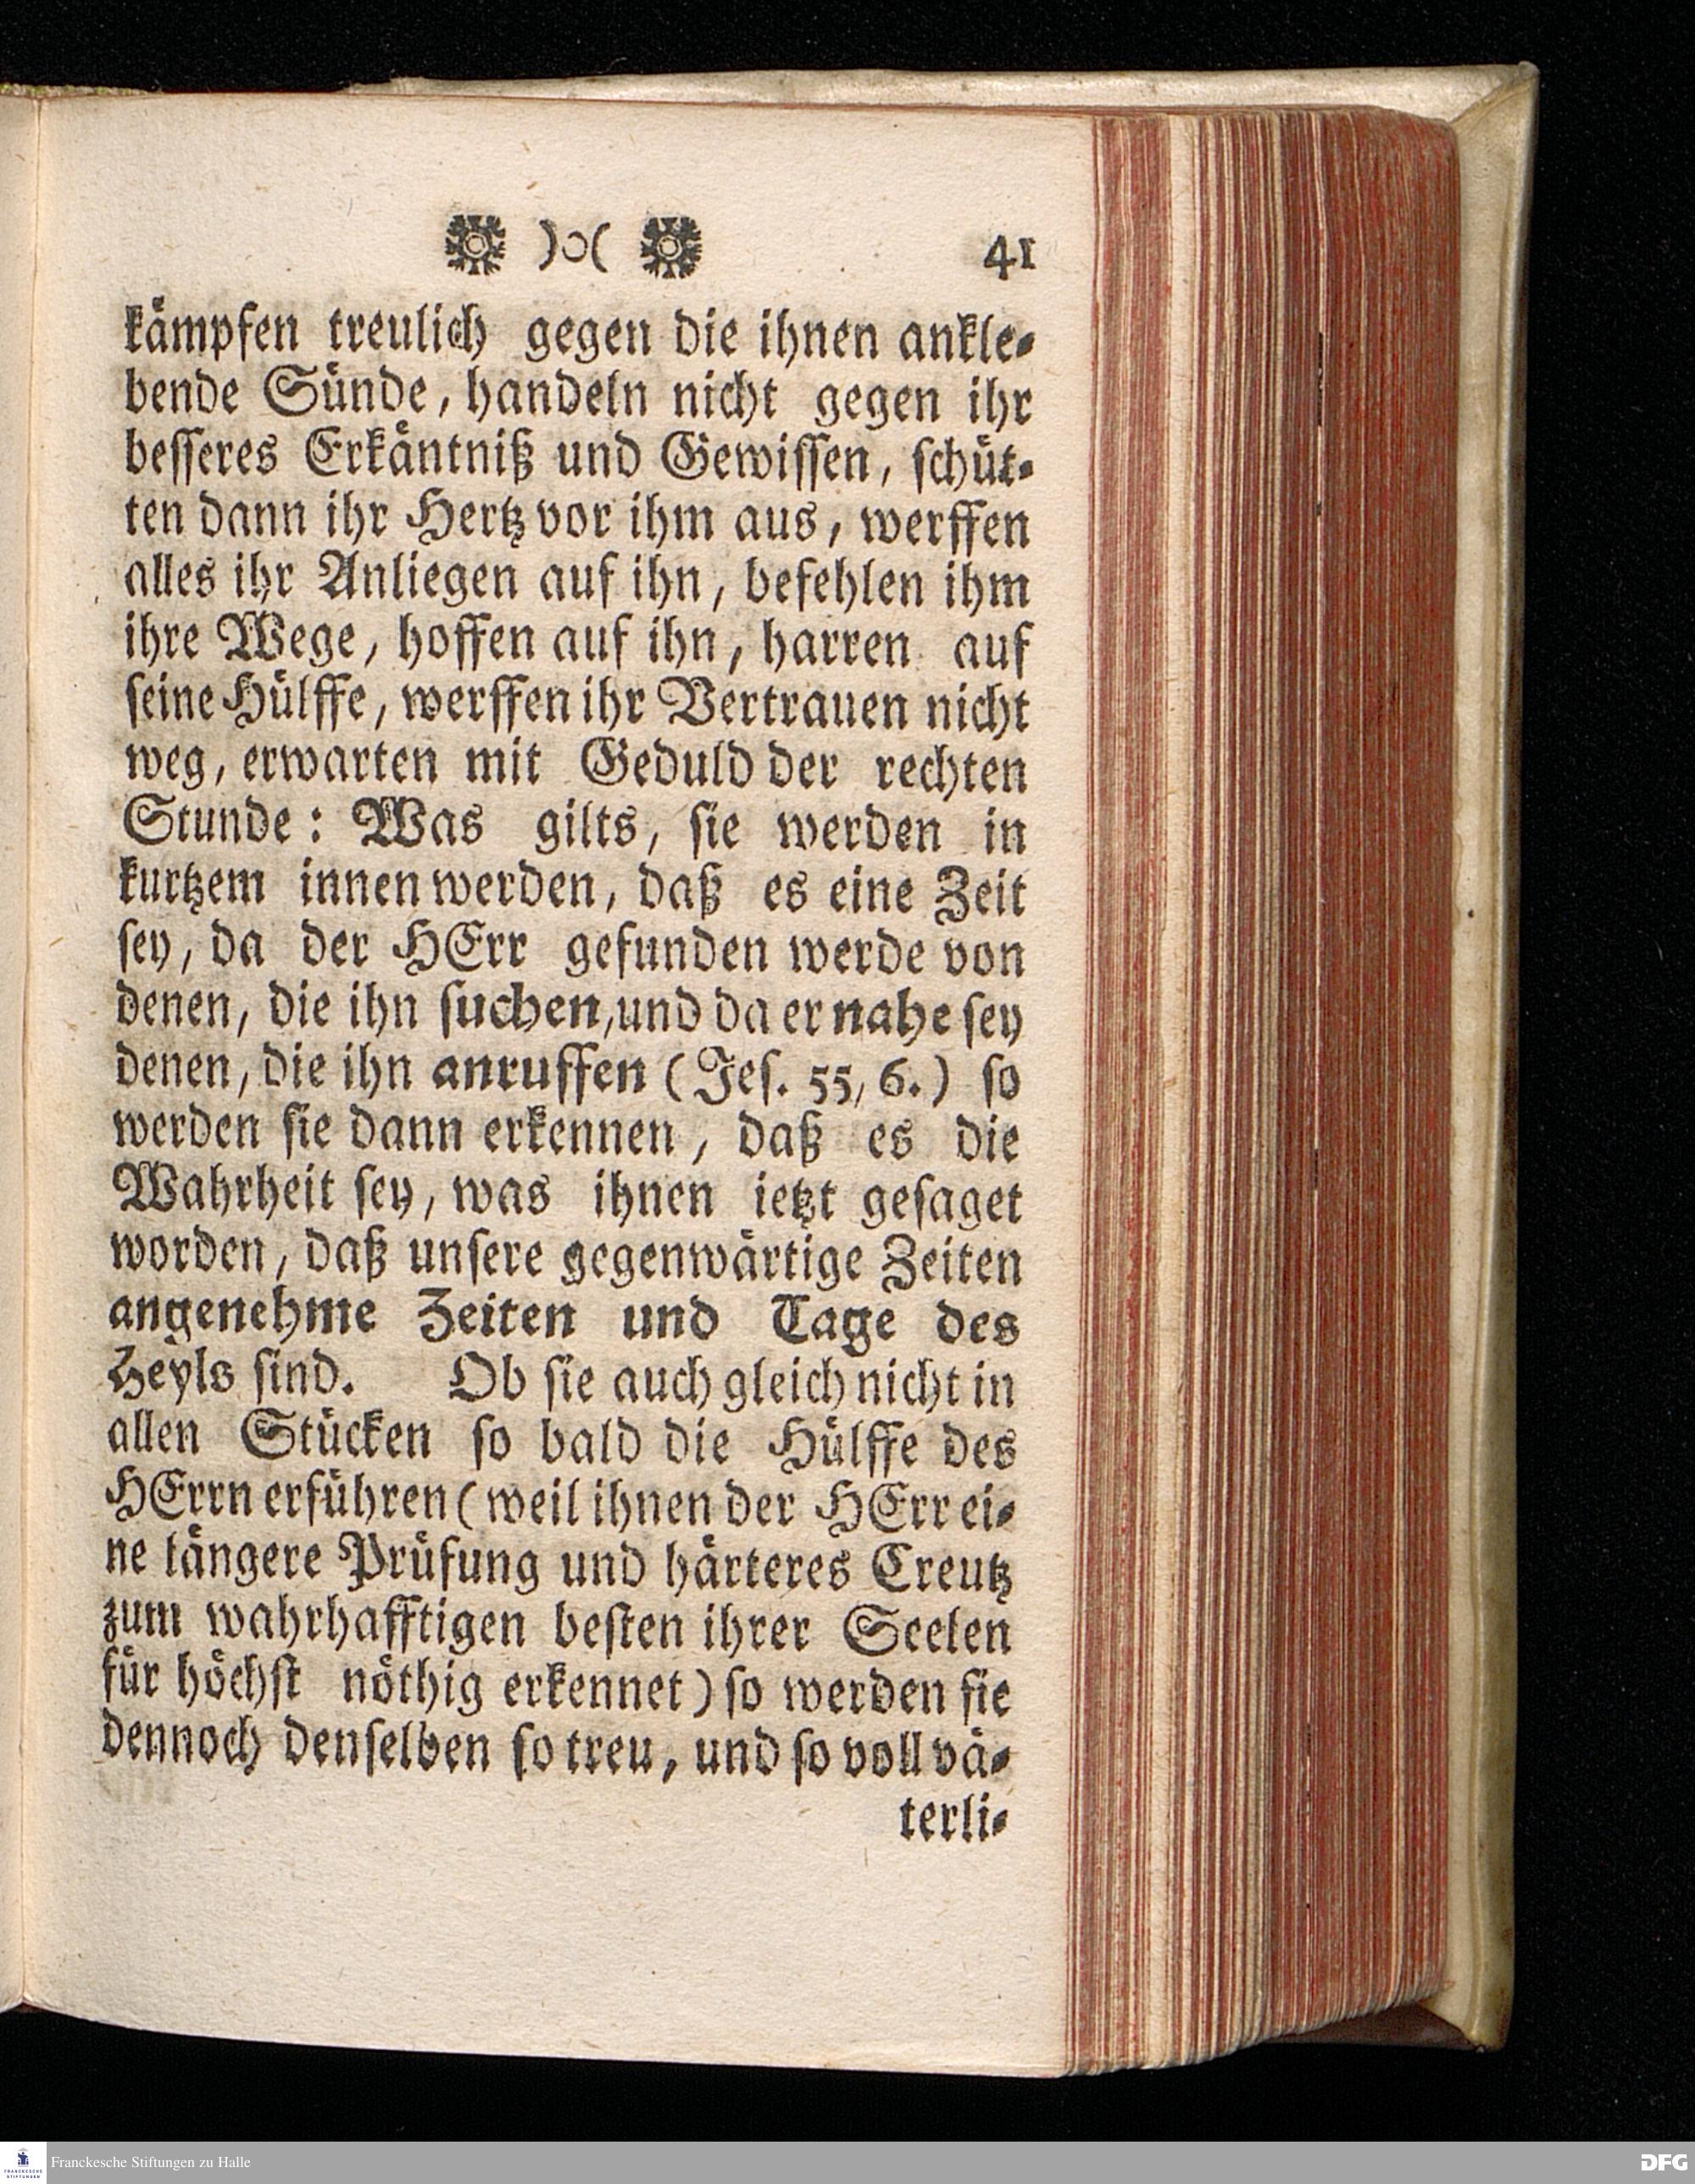 )o( 41
kämpfen treulich gegen die ihnen ankle-
bende Sünde, handeln nicht gegen ihr
besseres Erkäntniß und Gewissen, schüt-
ten dann ihr Hertz vor ihm aus, werffen
alles ihr Anliegen auf ihn, befehlen ihm
ihre Wege, hoffen auf ihn, harren auf
seine Hülffe, werffen ihr Vertrauen nicht
weg, erwarten mit Geduld der rechten
Stunde: Was gilts, sie werden in
kurtzem innen werden, daß es eine Zeit
sey, da der HErr gefunden werde von
denen, die ihn suchen, und da er nahe sey
denen, die ihn anruffen (Jes. 55, 6.) so
werden sie dann erkennen, daß es die
Wahrheit sey, was ihnen ietzt gesaget
worden, daß unsere gegenwärtige Zeiten
angenehme Zeiten und Tage des
Heyls sind. Ob sie auch gleich nicht in
allen Stücken so bald die Hülffe des
HErrn erführen (weil ihnen der HErr ei-
ne längere Prüfung und härteres Creutz
zum wahrhafftigen besten ihrer Seelen
für höchst nöthig erkennet) so werden sie
dennoch denselben so treu, und so voll vä-
terli-
FRANCKESCHE STIFTUNGEN
Franckesche Stiftungen zu Halle
DFG